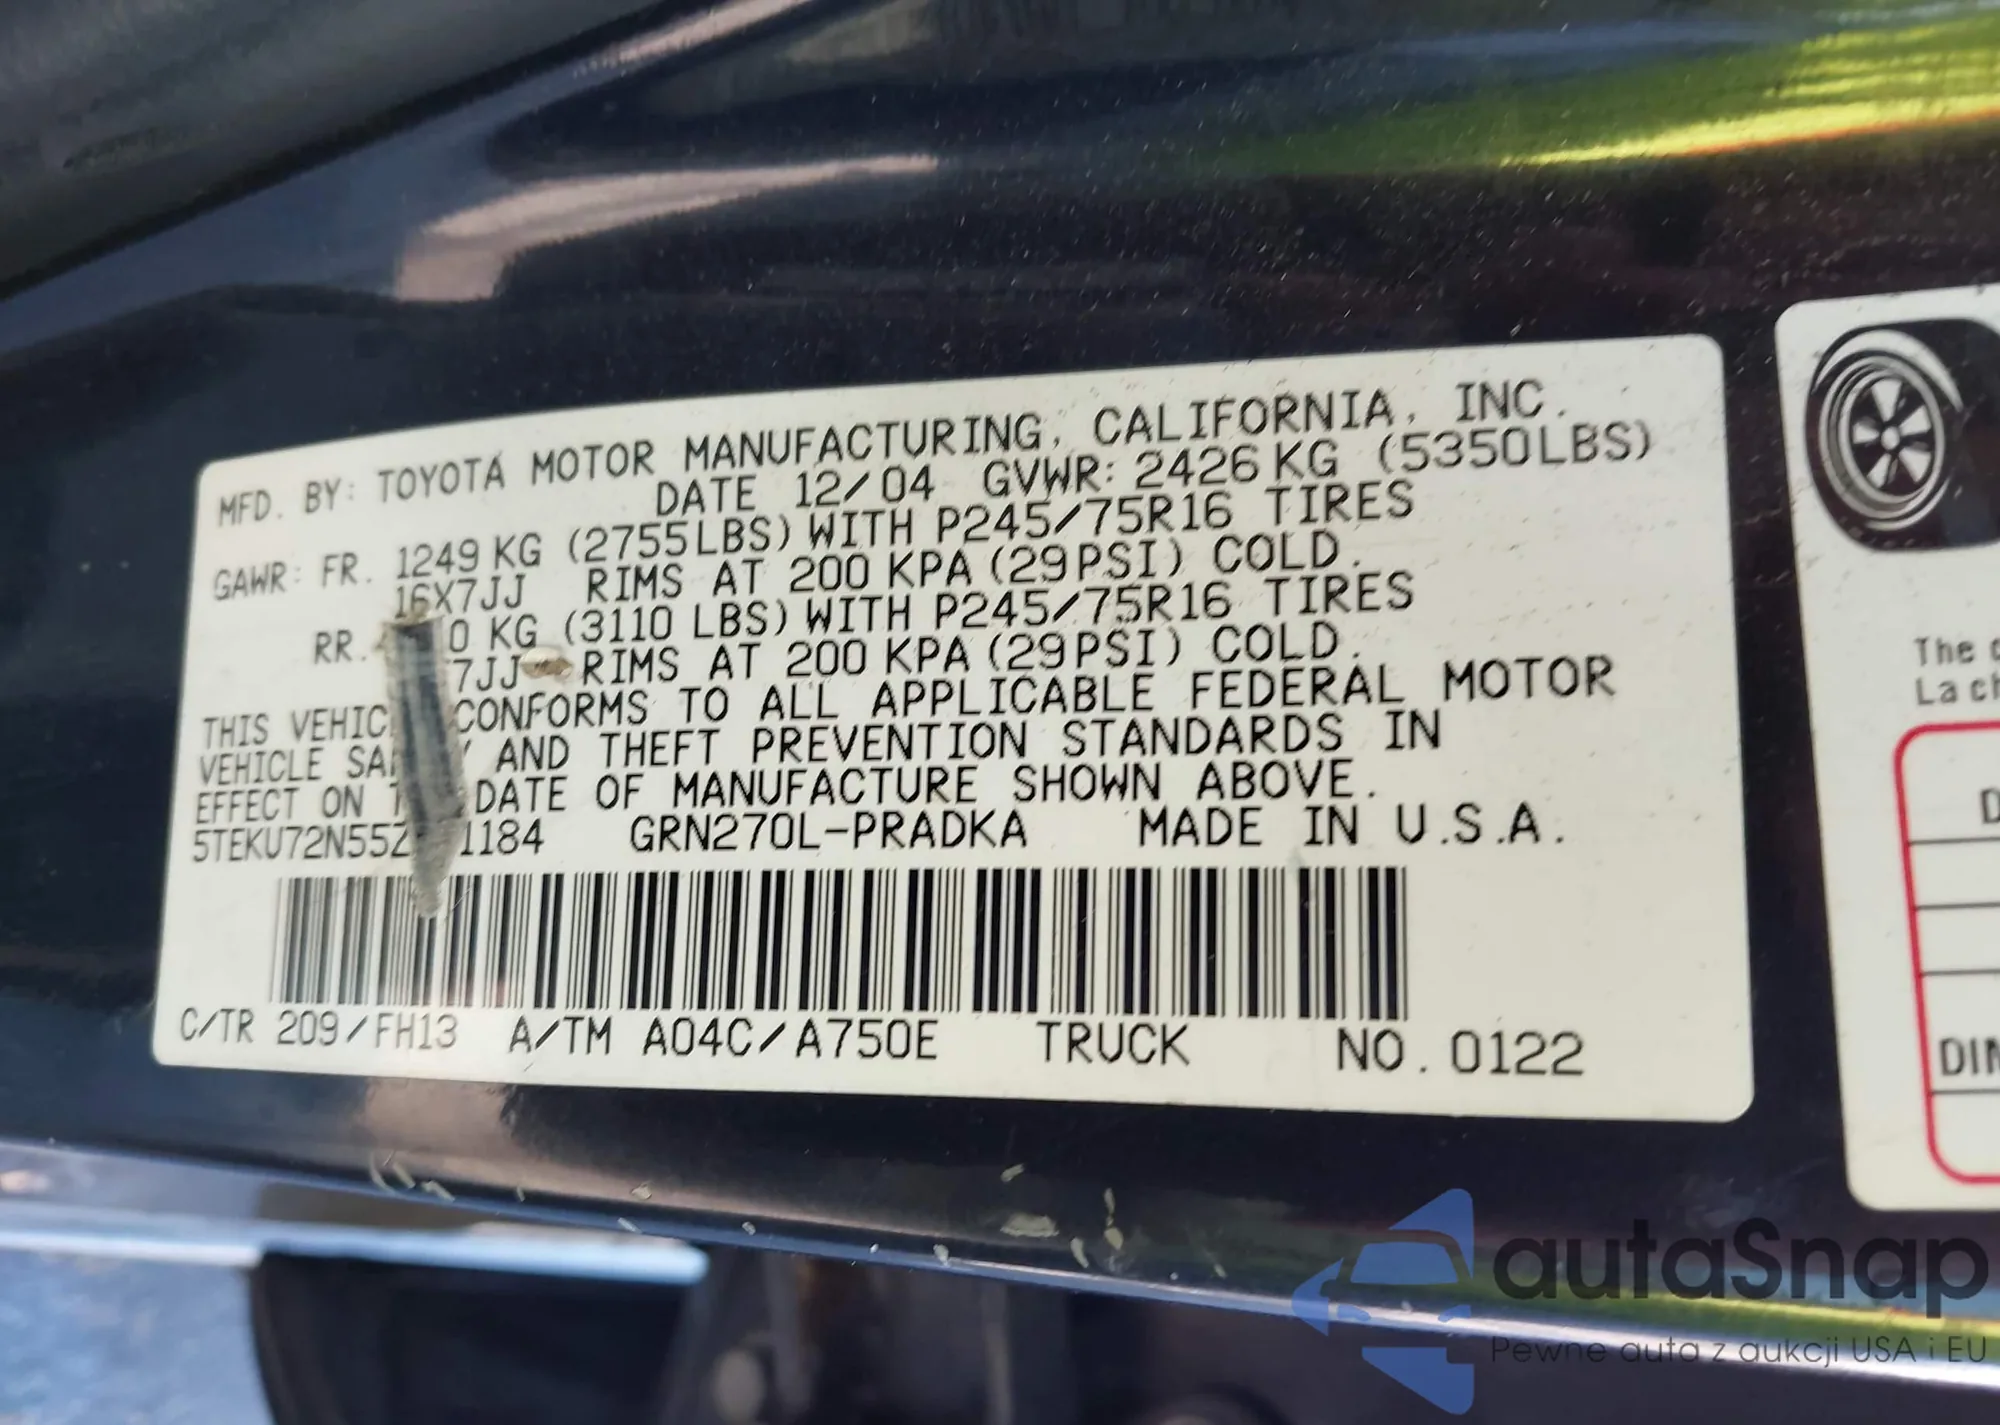 MFD. BY: TOYOTA MOTOR MANUFACTURING, CALIFORNIA, INC.
DATE 12/04 GVWR: 2426 KG (5350LBS)
GAWR: FR. 1249 KG (2755LBS) WITH P245/75R16 TIRES
16X7JJ RIMS AT 200 KPA (29PSI) COLD.
RR. 0 KG (3110 LBS) WITH P245/75R16 TIRES
7JJ RIMS AT 200 KPA (29PSI) COLD.
THIS VEHIC CONFORMS TO ALL APPLICABLE FEDERAL MOTOR
VEHICLE AND THEFT PREVENTION STANDARDS IN
EFFECT ON DATE OF MANUFACTURE SHOWN ABOVE.
5TEKU72N55Z 1184 GRN270L-PRADKA MADE IN U.S.A.
C/TR 209/FH13 A/TM A04C/A750E TRUCK NO. 0122
The
La
autaSnap
Pewne auta z aukcji USA i EU